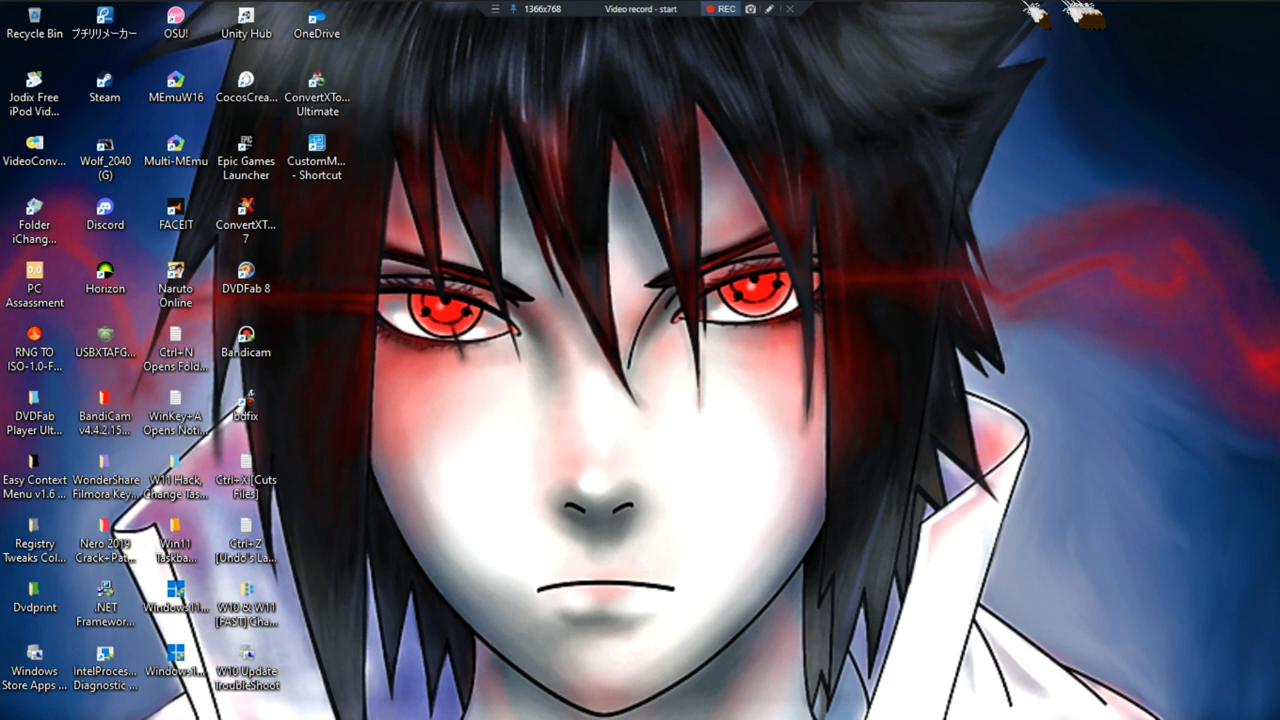 1366x768
Video record - start
REC
Recycle Bin
プチリリメーカー
OSU!
Unity Hub
OneDrive
Jodix Free
iPod Vid...
Steam
MEmuW16
CocosCrea...
ConvertXTo...
Ultimate
VideoConv...
Wolf_2040
(G)
Multi-MEmu
Epic Games
Launcher
CustomM...
- Shortcut
Folder
iChang...
Discord
FACEIT
ConvertXT...
7
PC
Assassment
Horizon
Naruto
Online
DVDFab 8
RNG TO
ISO-1.0-F...
USBXTAFG...
Ctrl+N
Opens Fold...
Bandicam
DVDFab
Player Ult...
BandiCam
v4.4.2.15...
WinKey+A
Opens Noti...
bdfix
Easy Context
Menu v1.6 ...
WonderShare
Filmora Key...
W11 Hack,
Change Tas...
Ctrl+X [Cuts
Files]
Registry
Tweaks Col...
Nero 2019
Crack+Pat...
Win11
Taskba...
Ctrl+Z
[Undo's La...
Dvdprint
.NET
Framewor...
Windows11...
W10 & W11
[FAST] Cha...
Windows
Store Apps ...
IntelProces...
Diagnostic ...
Windows1...
W10 Update
TroubleShoot